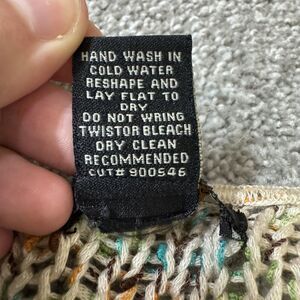 HAND WASH IN
COLD WATER
RESHAPE AND
LAY FLAT TO
DRY
DO NOT WRING
TWISTOR BLEACH
DRY CLEAN
RECOMMENDED
CUT# 900546